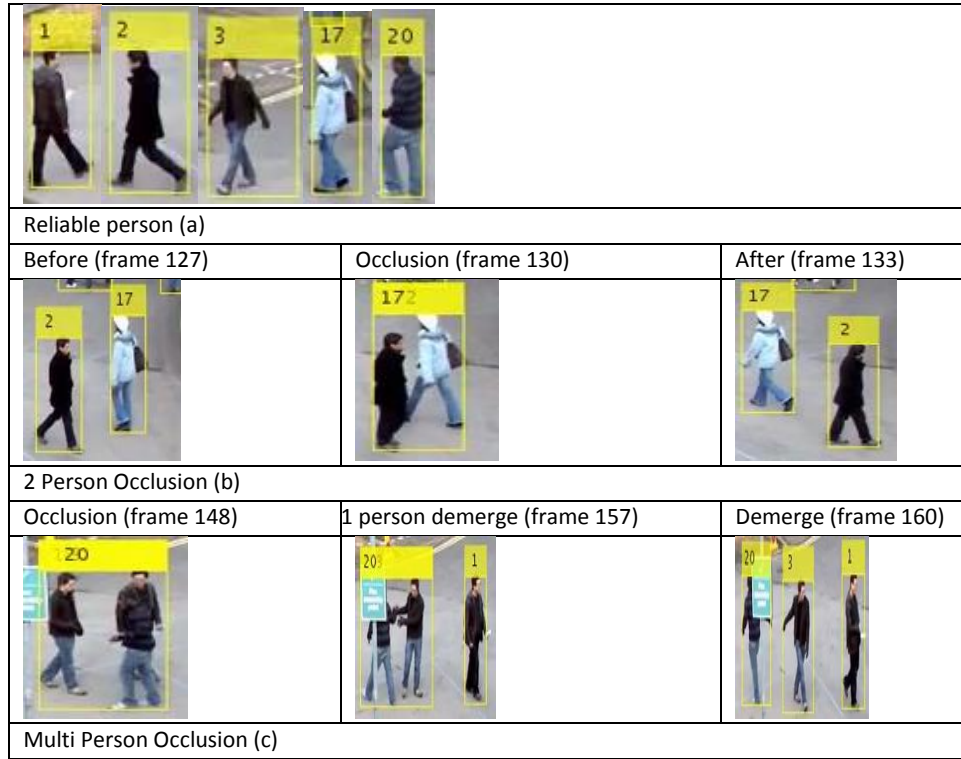 1 2 3 17 20
Reliable person (a)
Before (frame 127) Occlusion (frame 130) After (frame 133)
2 17 172 17 2
2 Person Occlusion (b)
Occlusion (frame 148) 1 person demerge (frame 157) Demerge (frame 160)
20 203 1 20 3 1
Multi Person Occlusion (c)